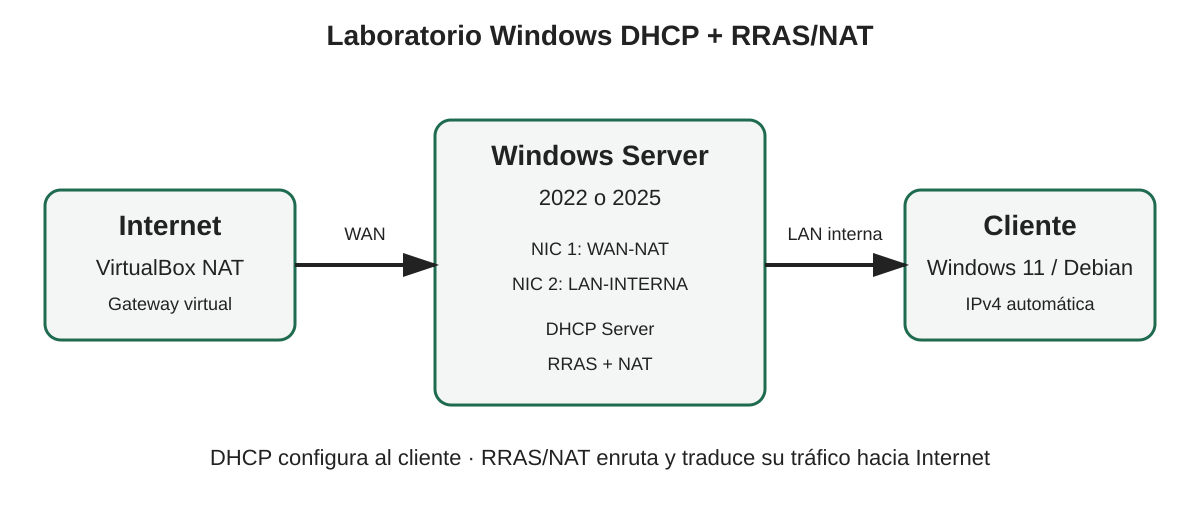 Laboratorio Windows DHCP + RRAS/NAT
Internet
VirtualBox NAT
Gateway virtual
WAN
Windows Server
2022 o 2025
NIC 1: WAN-NAT
NIC 2: LAN-INTERNA
DHCP Server
RRAS + NAT
LAN interna
Cliente
Windows 11 / Debian
IPv4 automática
DHCP configura al cliente · RRAS/NAT enruta y traduce su tráfico hacia Internet